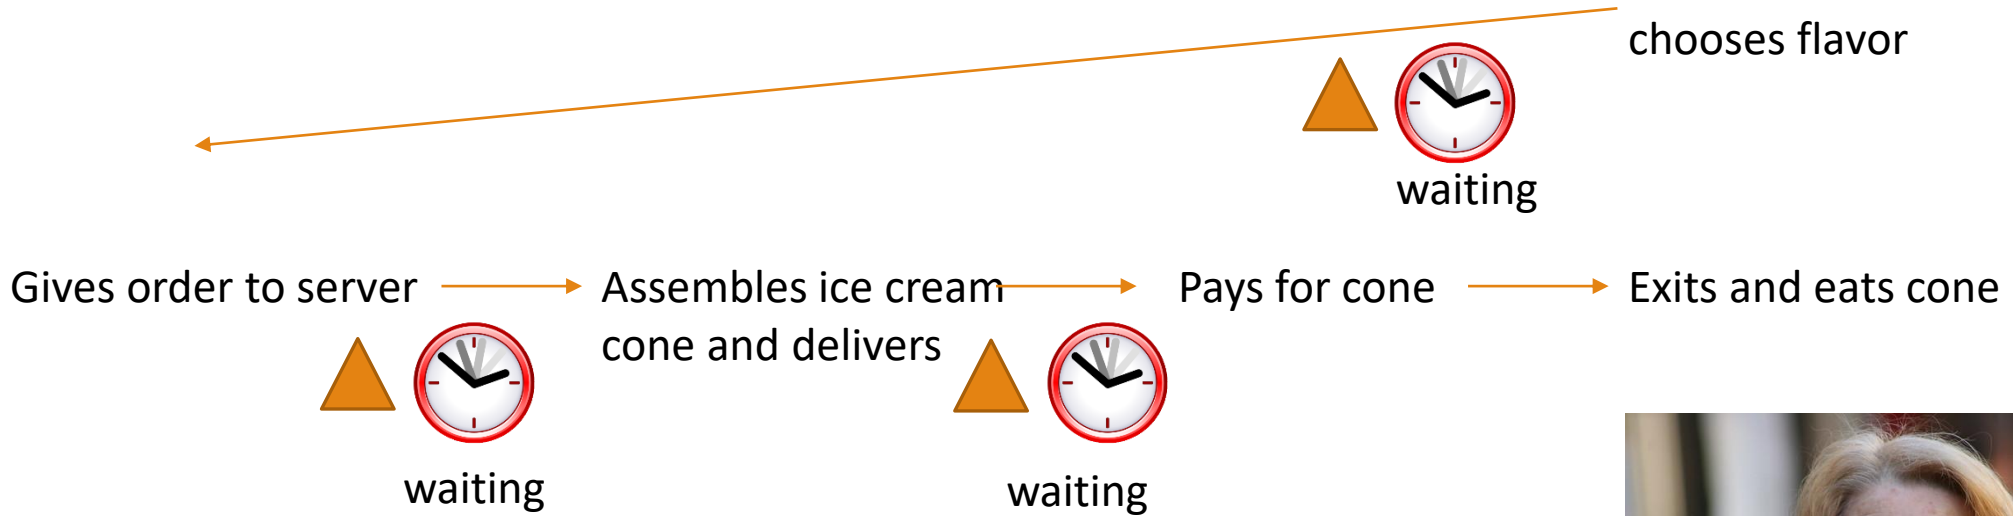 chooses flavor
waiting
Gives order to server
Assembles ice cream
cone and delivers
Pays for cone
Exits and eats cone
waiting
waiting